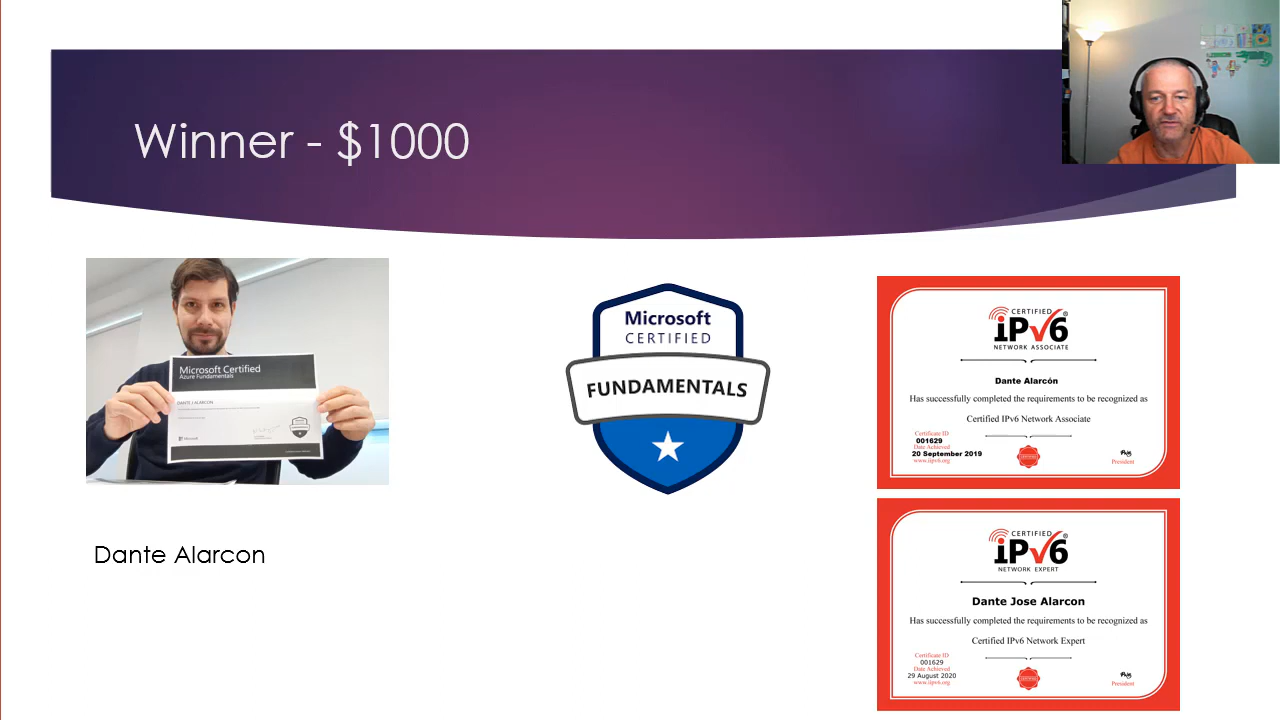 Winner - $1000
Microsoft Certified
Azure Fundamentals
DANTE J ALARCON
Microsoft
Dante Alarcon
Microsoft
CERTIFIED
FUNDAMENTALS
CERTIFIED
iPv6®
NETWORK ASSOCIATE
Dante Alarcón
Has successfully completed the requirements to be recognized as
Certified IPv6 Network Associate
Certificate ID
001629
Date Achieved
20 September 2019
www.iipv6.org
President
CERTIFIED
iPv6®
NETWORK EXPERT
Dante Jose Alarcon
Has successfully completed the requirements to be recognized as
Certified IPv6 Network Expert
Certificate ID
001629
Date Achieved
29 August 2020
www.iipv6.org
President